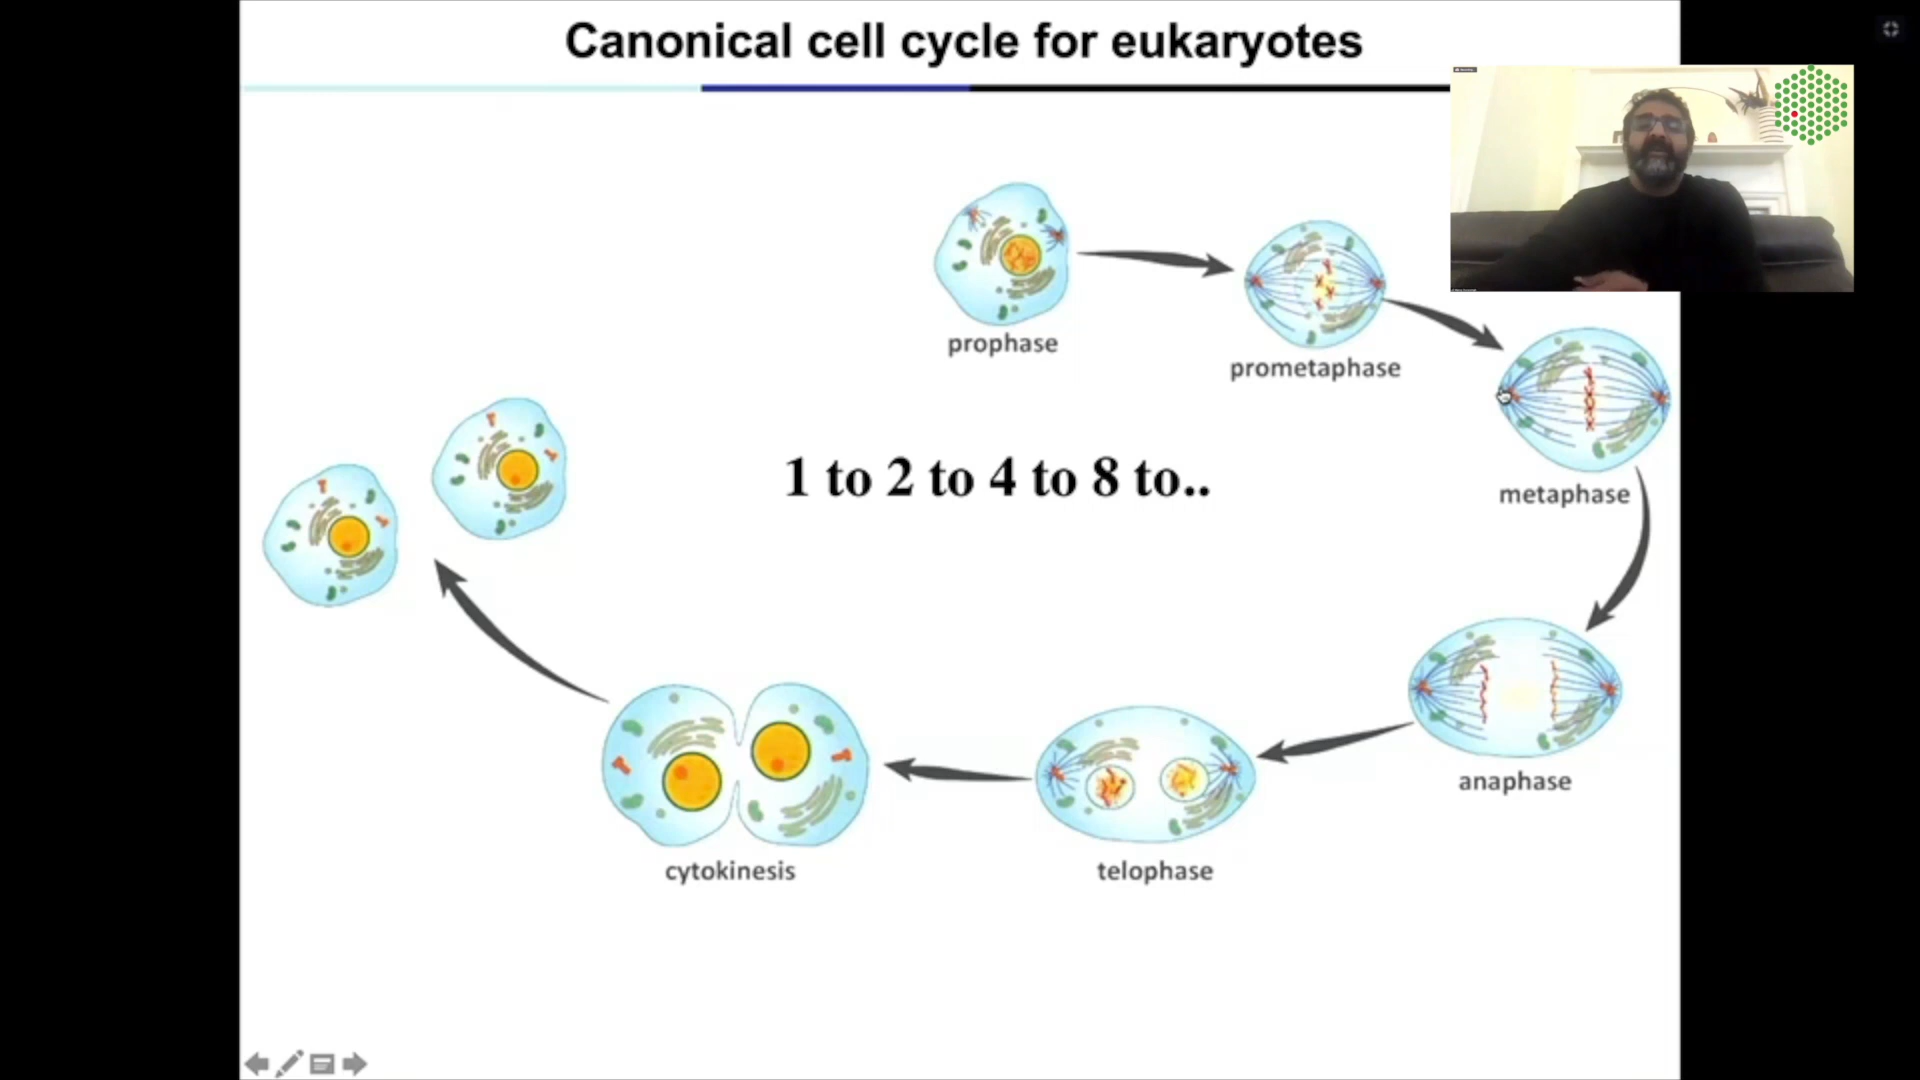 Canonical cell cycle for eukaryotes
prophase
prometaphase
metaphase
1 to 2 to 4 to 8 to..
anaphase
telophase
cytokinesis